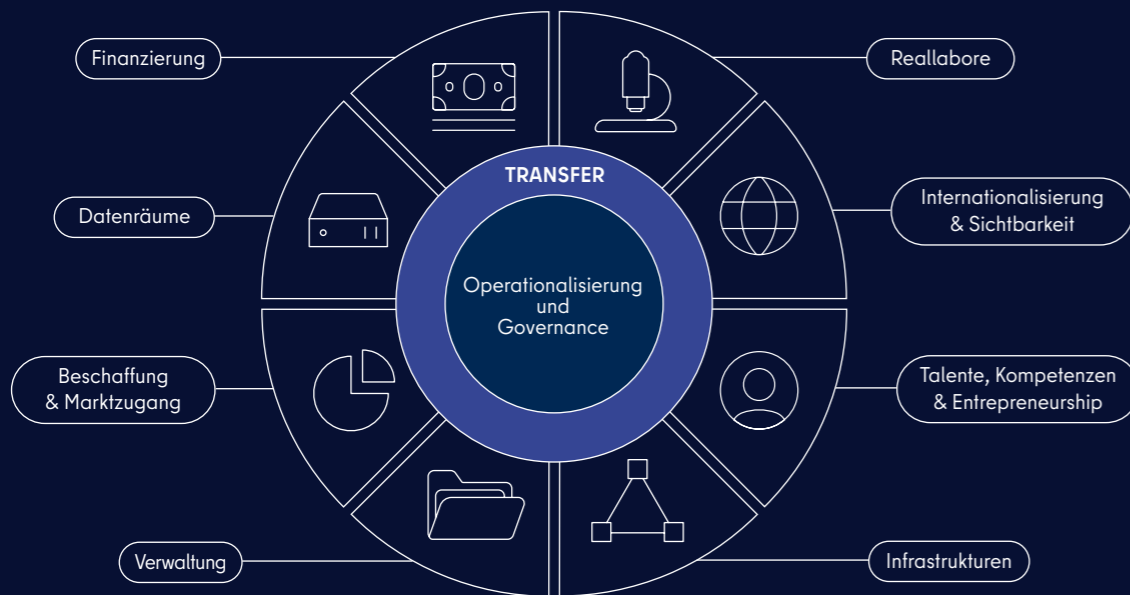 Finanzierung
Reallabore
TRANSFER
Datenräume
Internationalisierung
& Sichtbarkeit
Operationalisierung
und
Governance
Beschaffung
& Marktzugang
Talente, Kompetenzen
& Entrepreneurship
Verwaltung
Infrastrukturen